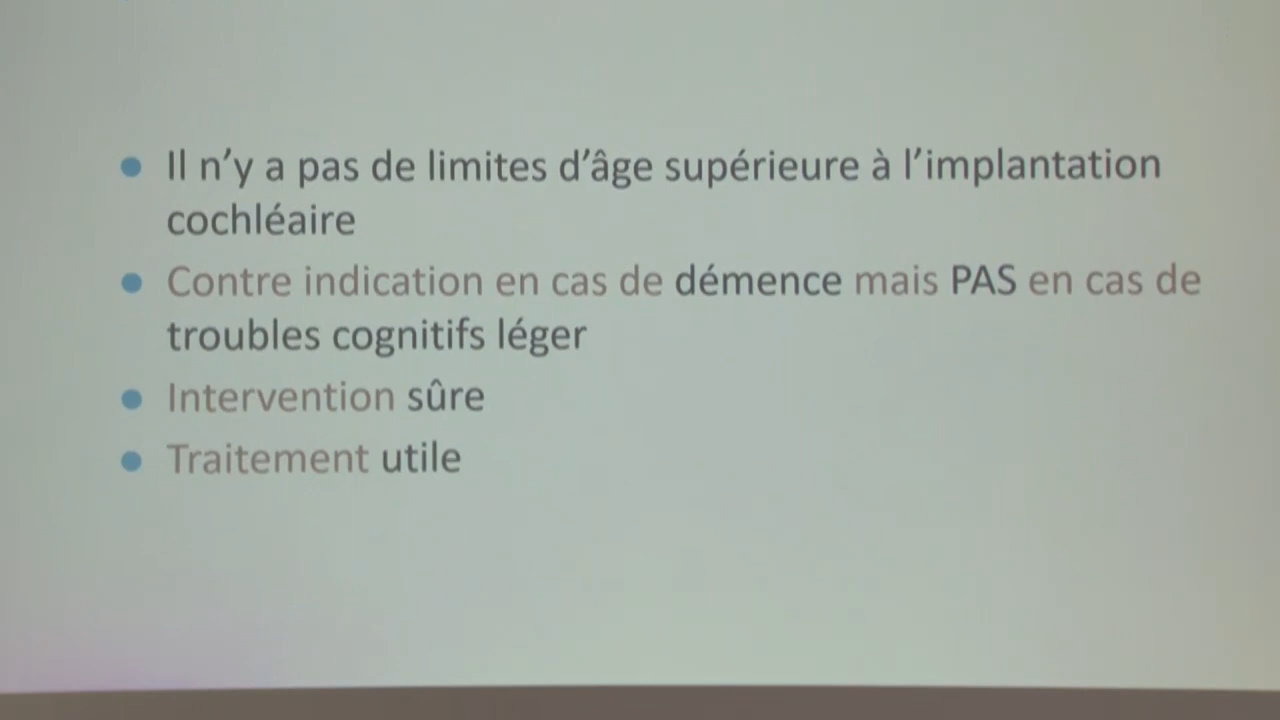 Il n’y a pas de limites d’âge supérieure à l’implantation
cochléaire
Contre indication en cas de démence mais PAS en cas de
troubles cognitifs léger
Intervention sûre
Traitement utile